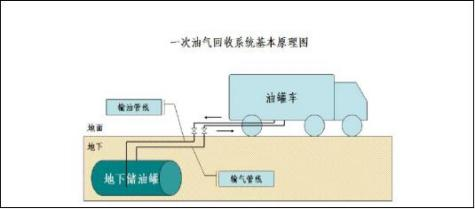 一次油气回收系统基本原理图
油罐车
输油管线
地面
地下
地下储油罐
输气管线